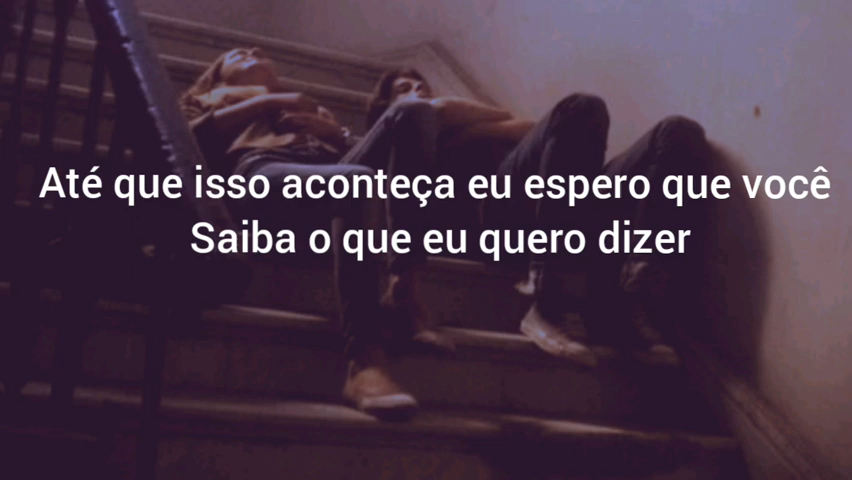 Até que isso aconteça eu espero que você
Saiba o que eu quero dizer